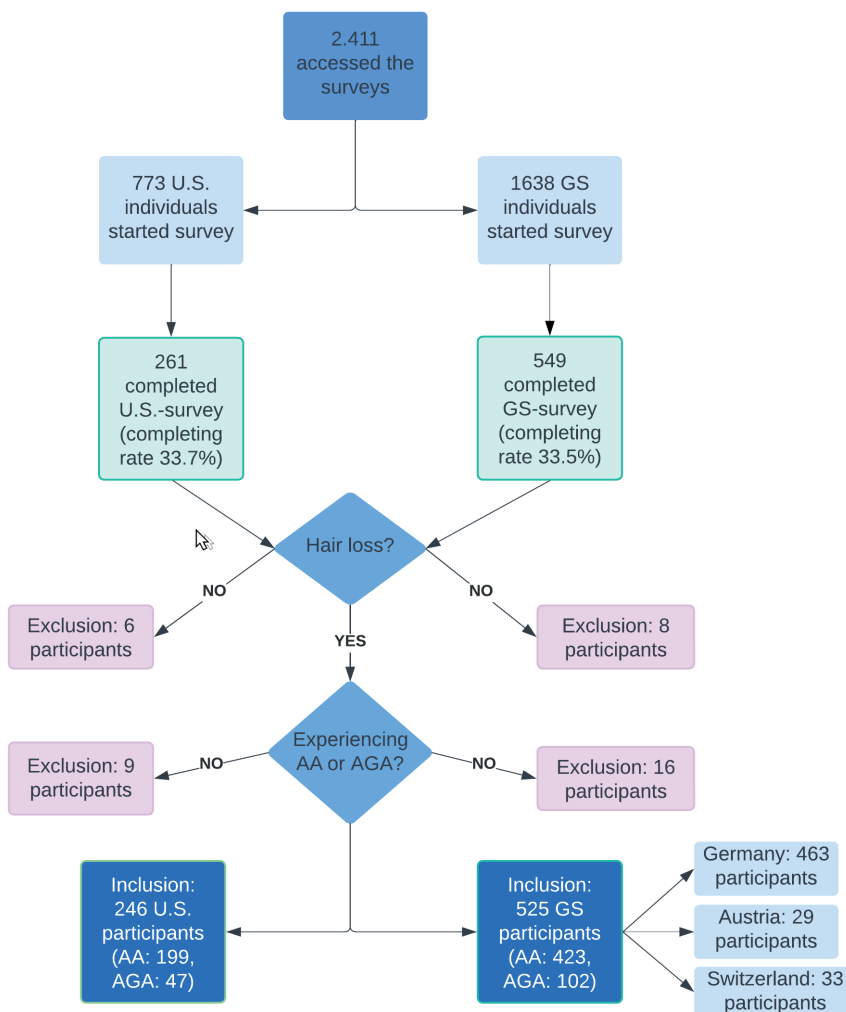 2.411
accessed the
surveys
773 U.S.
individuals
started survey
1638 GS
individuals
started survey
261
completed
U.S.-survey
(completing
rate 33.7%)
549
completed
GS-survey
(completing
rate 33.5%)
Hair loss?
NO
NO
Exclusion: 6
participants
YES
Exclusion: 8
participants
Experiencing
AA or AGA?
NO
NO
Exclusion: 9
participants
Exclusion: 16
participants
Inclusion:
246 U.S.
participants
(AA: 199,
AGA: 47)
Inclusion:
525 GS
participants
(AA: 423,
AGA: 102)
Germany: 463
participants
Austria: 29
participants
Switzerland: 33
participants